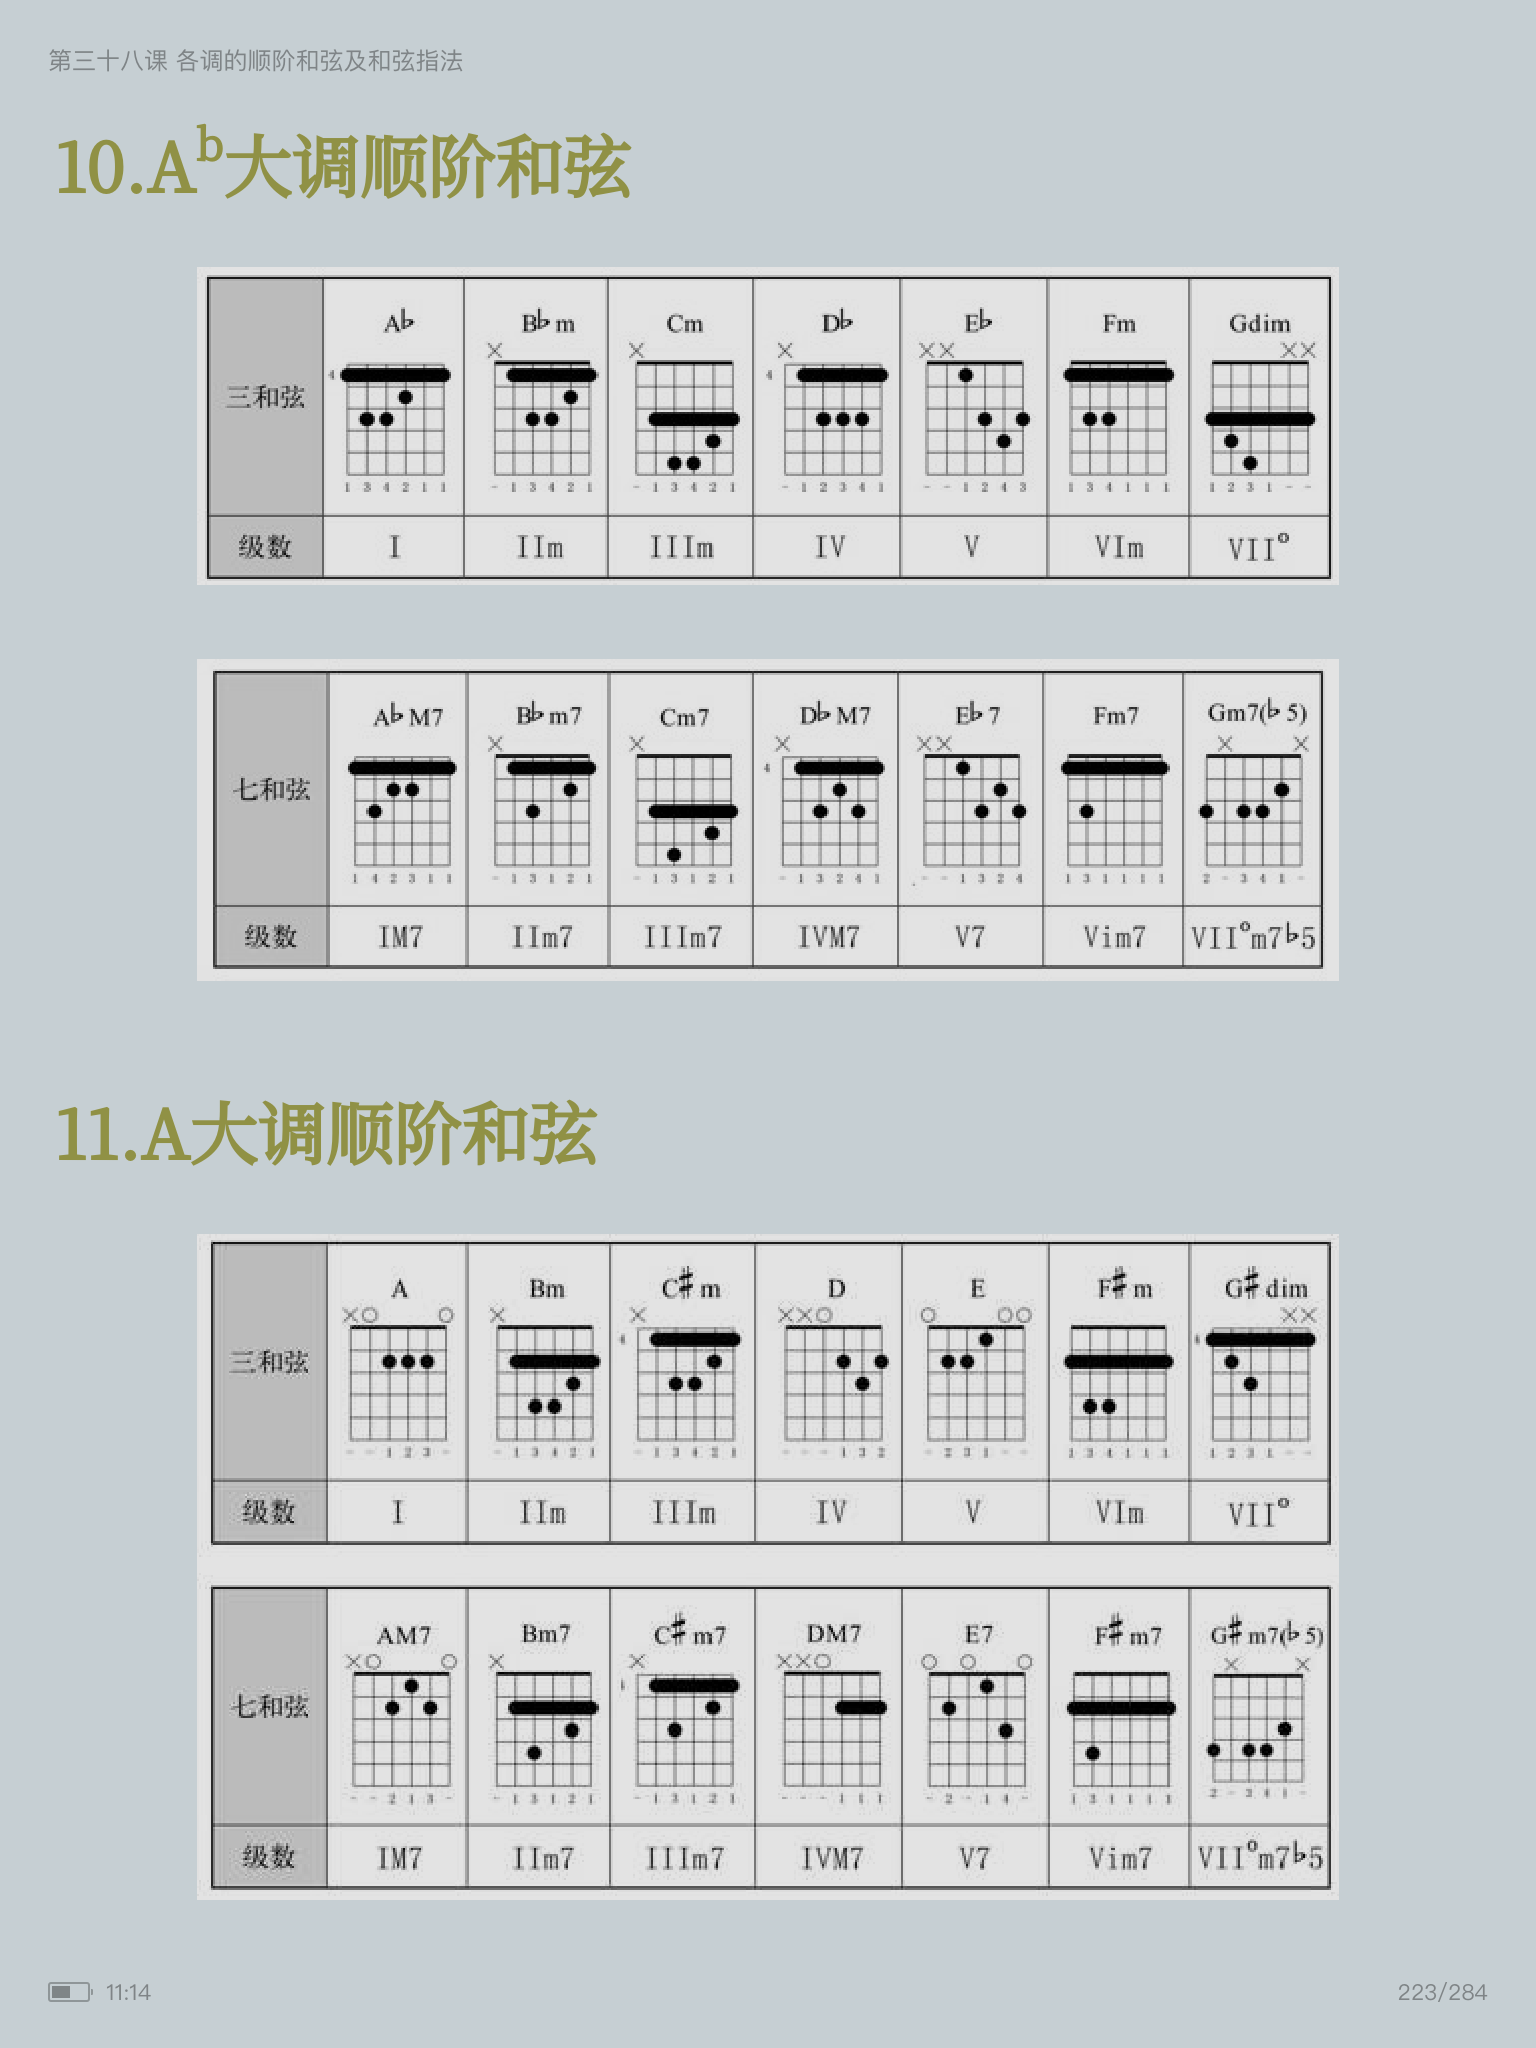 第三十八课 各调的顺阶和弦及和弦指法
10.A♭大调顺阶和弦
三和弦 A♭ B♭m Cm D♭ E♭ Fm Gdim
× × × ×× ××
4 4
1 3 4 2 1 1 - 1 3 4 2 1 - 1 3 4 2 1 - 1 2 3 4 1 - - 1 2 4 3 1 3 4 1 1 1 1 2 3 1 - -
级数 I IIm IIIm IV V VIm VII°
七和弦 A♭M7 B♭m7 Cm7 D♭M7 E♭7 Fm7 Gm7(♭5)
× × × ×× × ×
4
1 4 2 3 1 1 - 1 3 1 2 1 - 1 3 1 2 1 - 1 3 2 4 1 - - 1 3 2 4 1 3 1 1 1 1 2 - 3 4 1 -
级数 IM7 IIm7 IIIm7 IVM7 V7 Vim7 VII°m7♭5
11.A大调顺阶和弦
三和弦 A Bm C♯m D E F♯m G♯dim
×○ ○ × × ××○ ○ ○○ ××
4 4
- - 1 2 3 - - 1 3 4 2 1 - 1 3 4 2 1 - - - 1 3 2 - 2 3 1 - - 1 3 4 1 1 1 1 2 3 1 - -
级数 I IIm IIIm IV V VIm VII°
七和弦 AM7 Bm7 C♯m7 DM7 E7 F♯m7 G♯m7(♭5)
×○ ○ × × ××○ ○ ○ ○ × ×
- - 2 1 3 - - 1 3 1 2 1 - 1 3 1 2 1 - - - 1 1 1 - 2 - 1 4 - 1 3 1 1 1 1 2 - 3 4 1 -
级数 IM7 IIm7 IIIm7 IVM7 V7 Vim7 VII°m7♭5
11:14 223/284